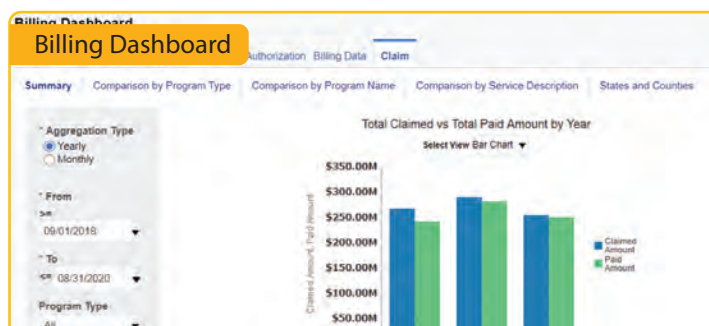 Billing Dashboard
Billing Dashboard
Authorization Billing Data Claim
Summary Comparison by Program Type Comparison by Program Name Comparison by Service Description States and Counties
* Aggregation Type
Yearly
Monthly
* From
>=
09/01/2018
* To
<= 08/31/2020
Program Type
All
Total Claimed vs Total Paid Amount by Year
Select View Bar Chart
$350.00M
$300.00M
$250.00M
$200.00M
$150.00M
$100.00M
$50.00M
Claimed Amount, Paid Amount
Claimed
Amount
Paid
Amount